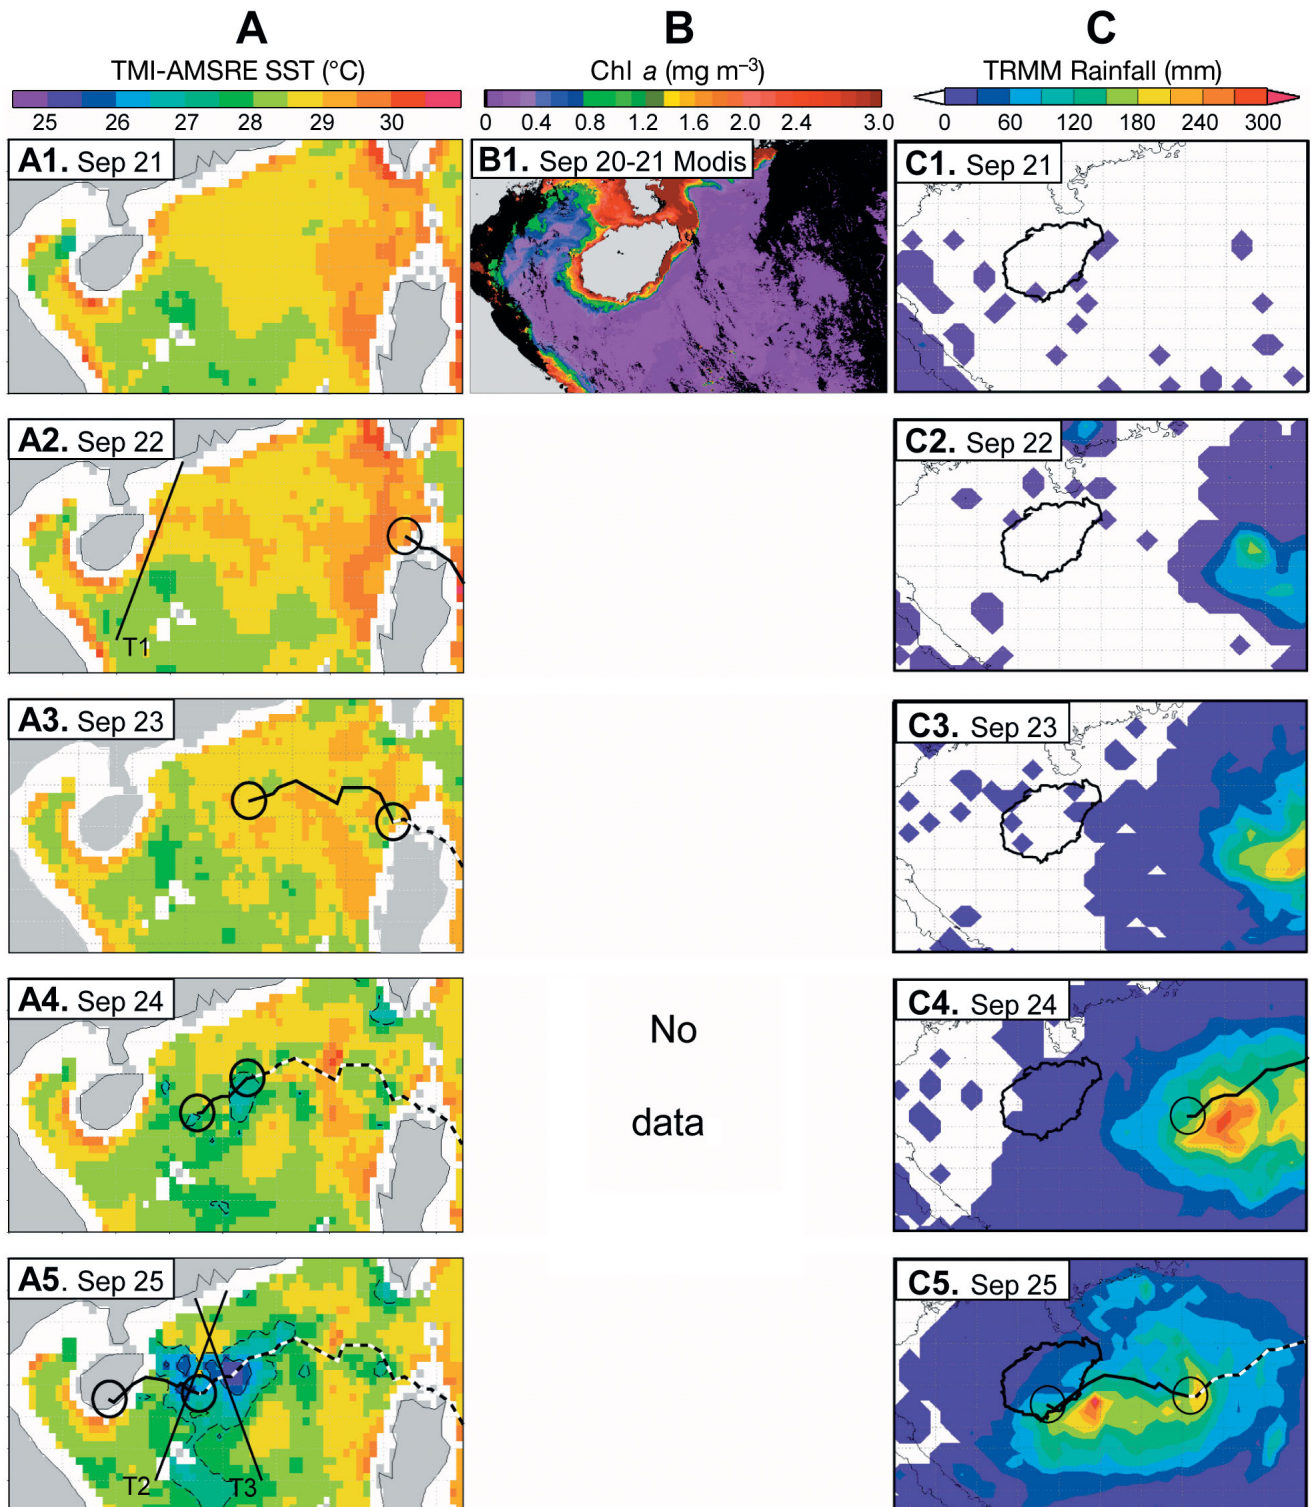 A
B
C
TMI-AMSRE SST (°C)
Chl a (mg m–3)
TRMM Rainfall (mm)
25 26 27 28 29 30
0 0.4 0.8 1.2 1.6 2.0 2.4 3.0
0 60 120 180 240 300
A1. Sep 21
B1. Sep 20-21 Modis
C1. Sep 21
A2. Sep 22
C2. Sep 22
T1
A3. Sep 23
C3. Sep 23
A4. Sep 24
No
data
C4. Sep 24
A5. Sep 25
C5. Sep 25
T2
T3